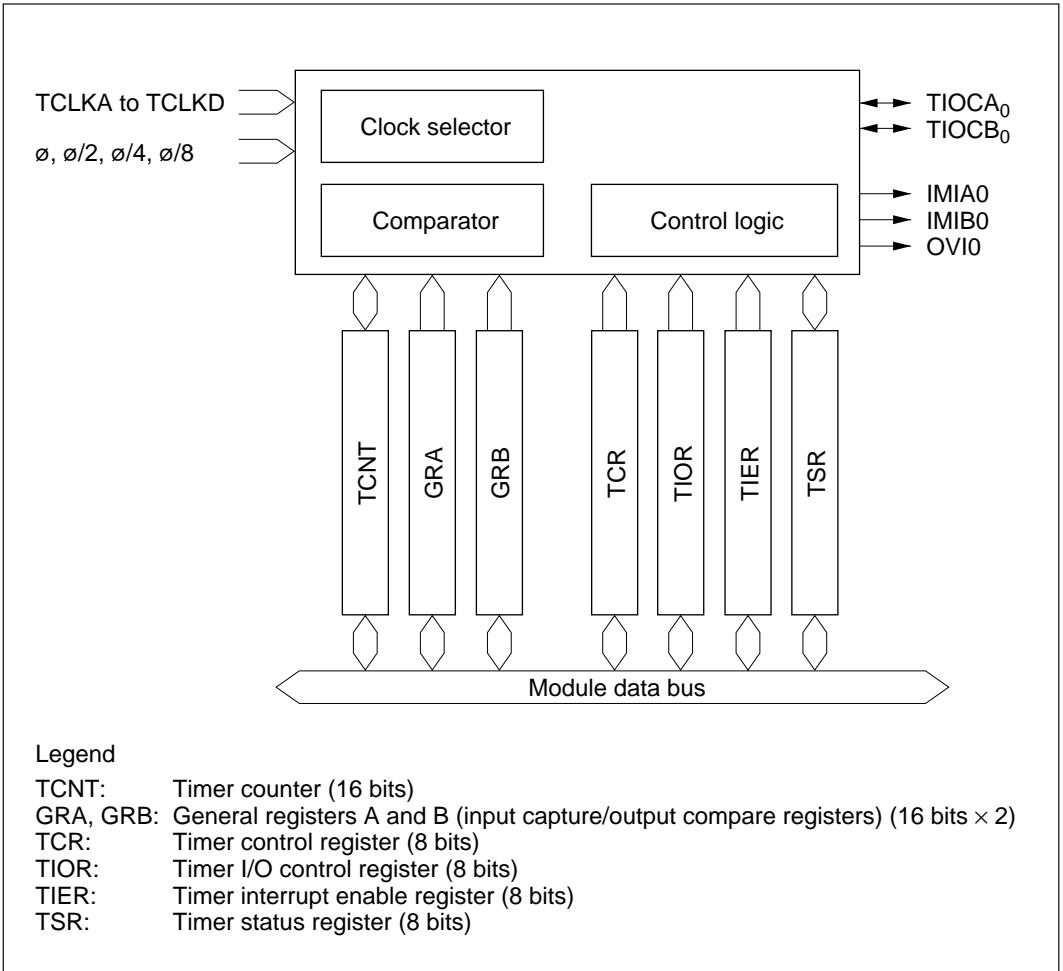 TCLKA to TCLKD
ø, ø/2, ø/4, ø/8
Clock selector
Comparator
Control logic
TIOCA0
TIOCB0
IMIA0
IMIB0
OVI0
TCNT
GRA
GRB
TCR
TIOR
TIER
TSR
Module data bus
Legend
TCNT: Timer counter (16 bits)
GRA, GRB: General registers A and B (input capture/output compare registers) (16 bits × 2)
TCR: Timer control register (8 bits)
TIOR: Timer I/O control register (8 bits)
TIER: Timer interrupt enable register (8 bits)
TSR: Timer status register (8 bits)